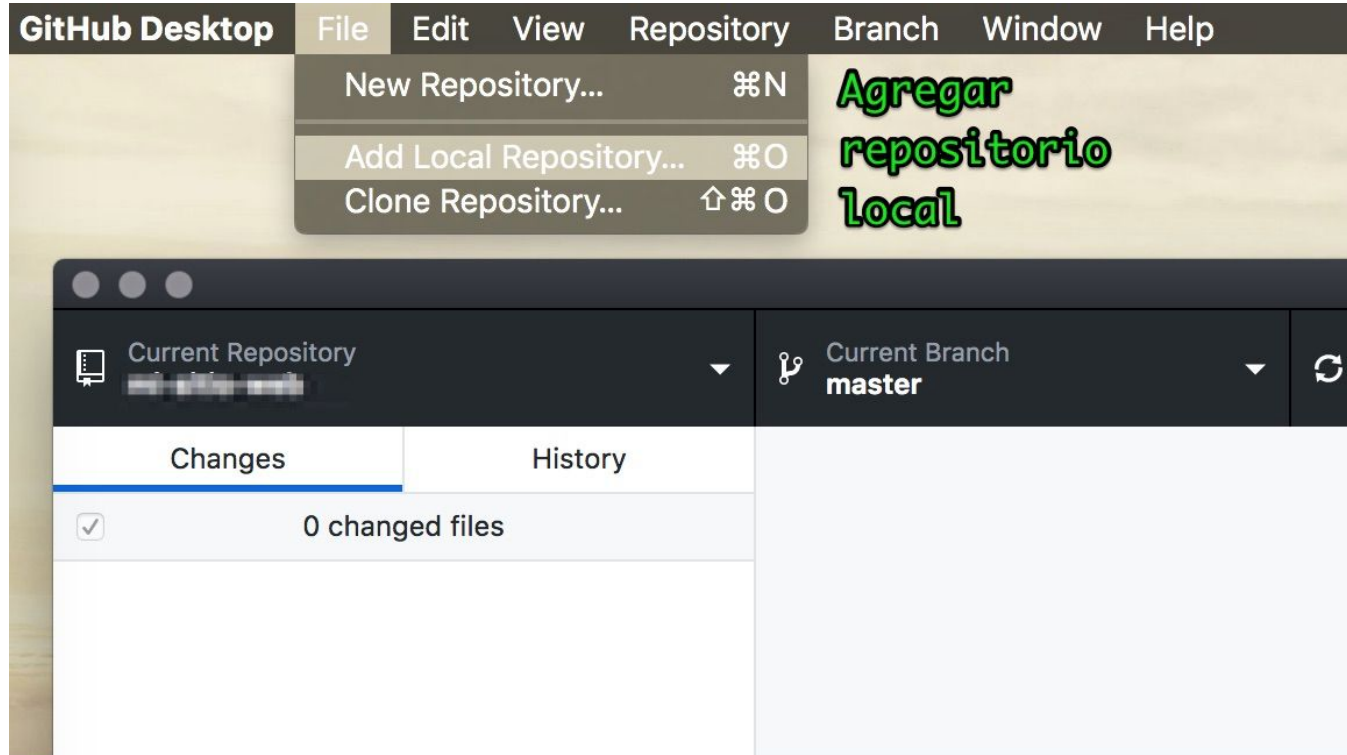 GitHub Desktop File Edit View Repository Branch Window Help
New Repository... ⌘N
Add Local Repository... ⌘O
Clone Repository... ⇧⌘O
Agregar
repositorio
local
Current Repository
Current Branch
master
Changes History
0 changed files